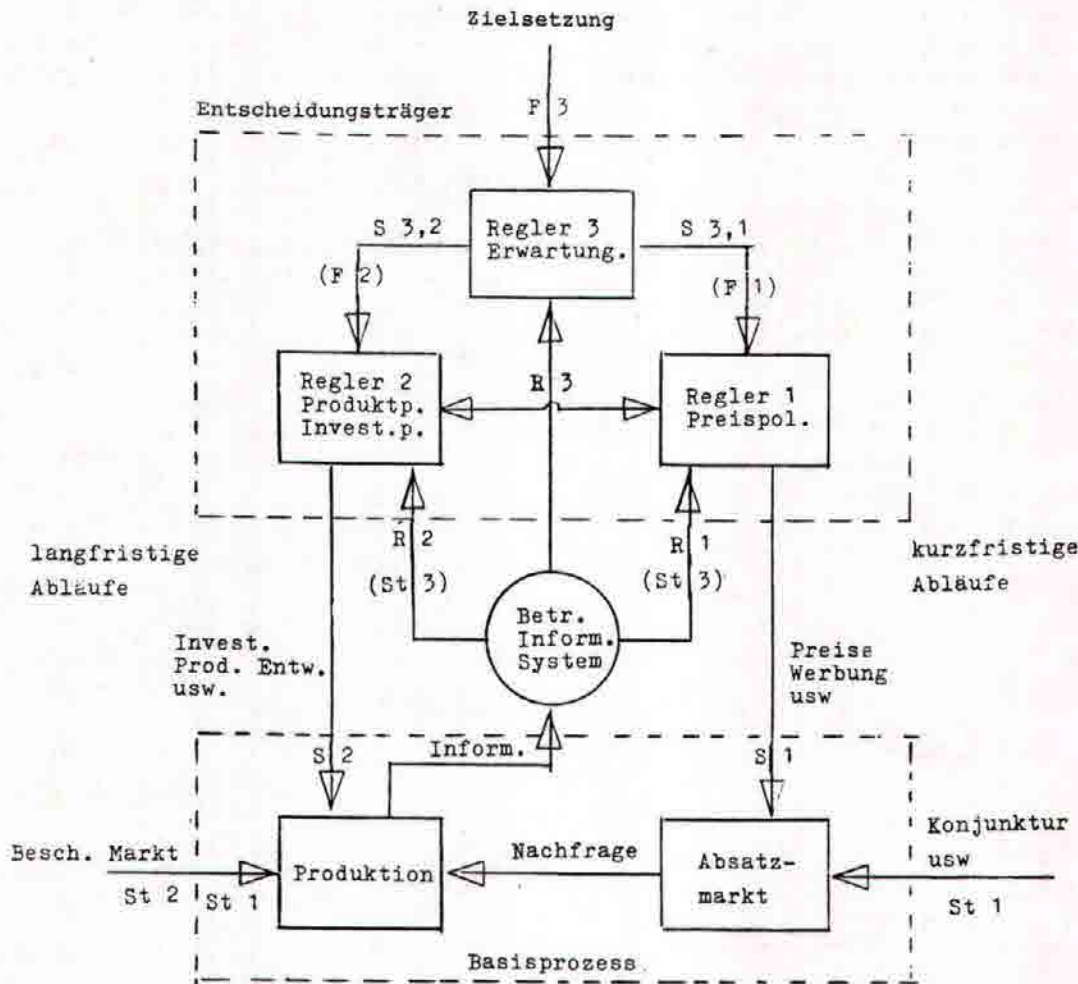 Zielsetzung
F 3
Entscheidungsträger
S 3,2
Regler 3
Erwartung.
S 3,1
(F 2)
(F 1)
Regler 2
Produktp.
Invest.p.
R 3
Regler 1
Preispol.
langfristige
Abläufe
R 2
(St 3)
R 1
(St 3)
kurzfristige
Abläufe
Betr.
Inform.
System
Invest.
Prod. Entw.
usw.
Preise
Werbung
usw
S 2
Inform.
S 1
Besch. Markt
St 2
St 1
Produktion
Nachfrage
Absatz-
markt
Konjunktur
usw
St 1
Basisprozess